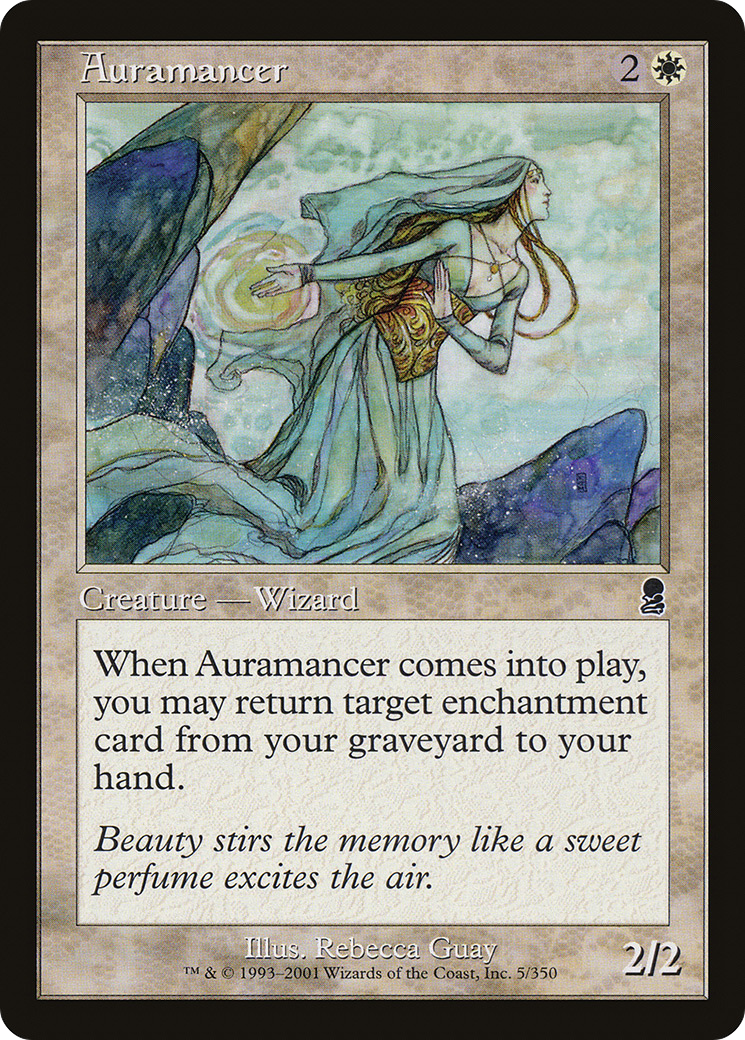 Auramancer 2
Creature — Wizard
When Auramancer comes into play,
you may return target enchantment
card from your graveyard to your
hand.
Beauty stirs the memory like a sweet
perfume excites the air.
Illus. Rebecca Guay
™ & © 1993–2001 Wizards of the Coast, Inc. 5/350
2/2